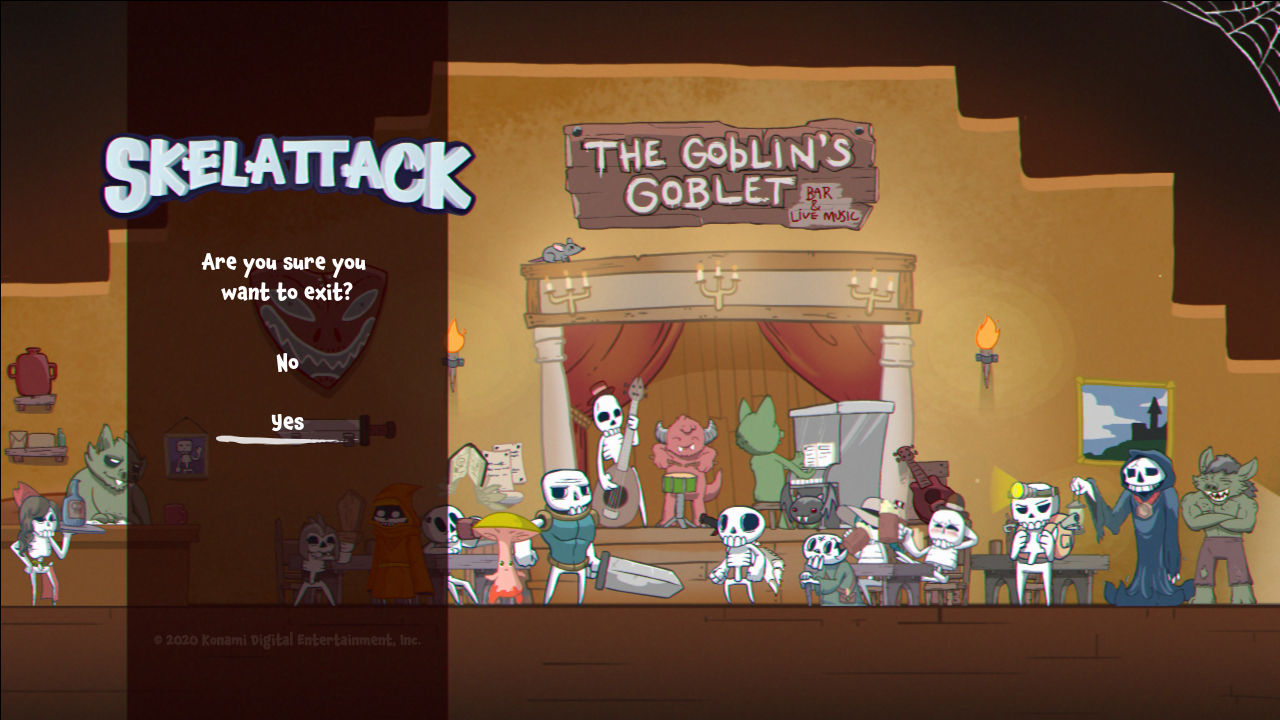 SKELATTACK
Are you sure you
want to exit?
No
Yes
© 2020 Konami Digital Entertainment, Inc.
THE GOBLIN'S
GOBLET
BAR
&
LIVE MUSIC